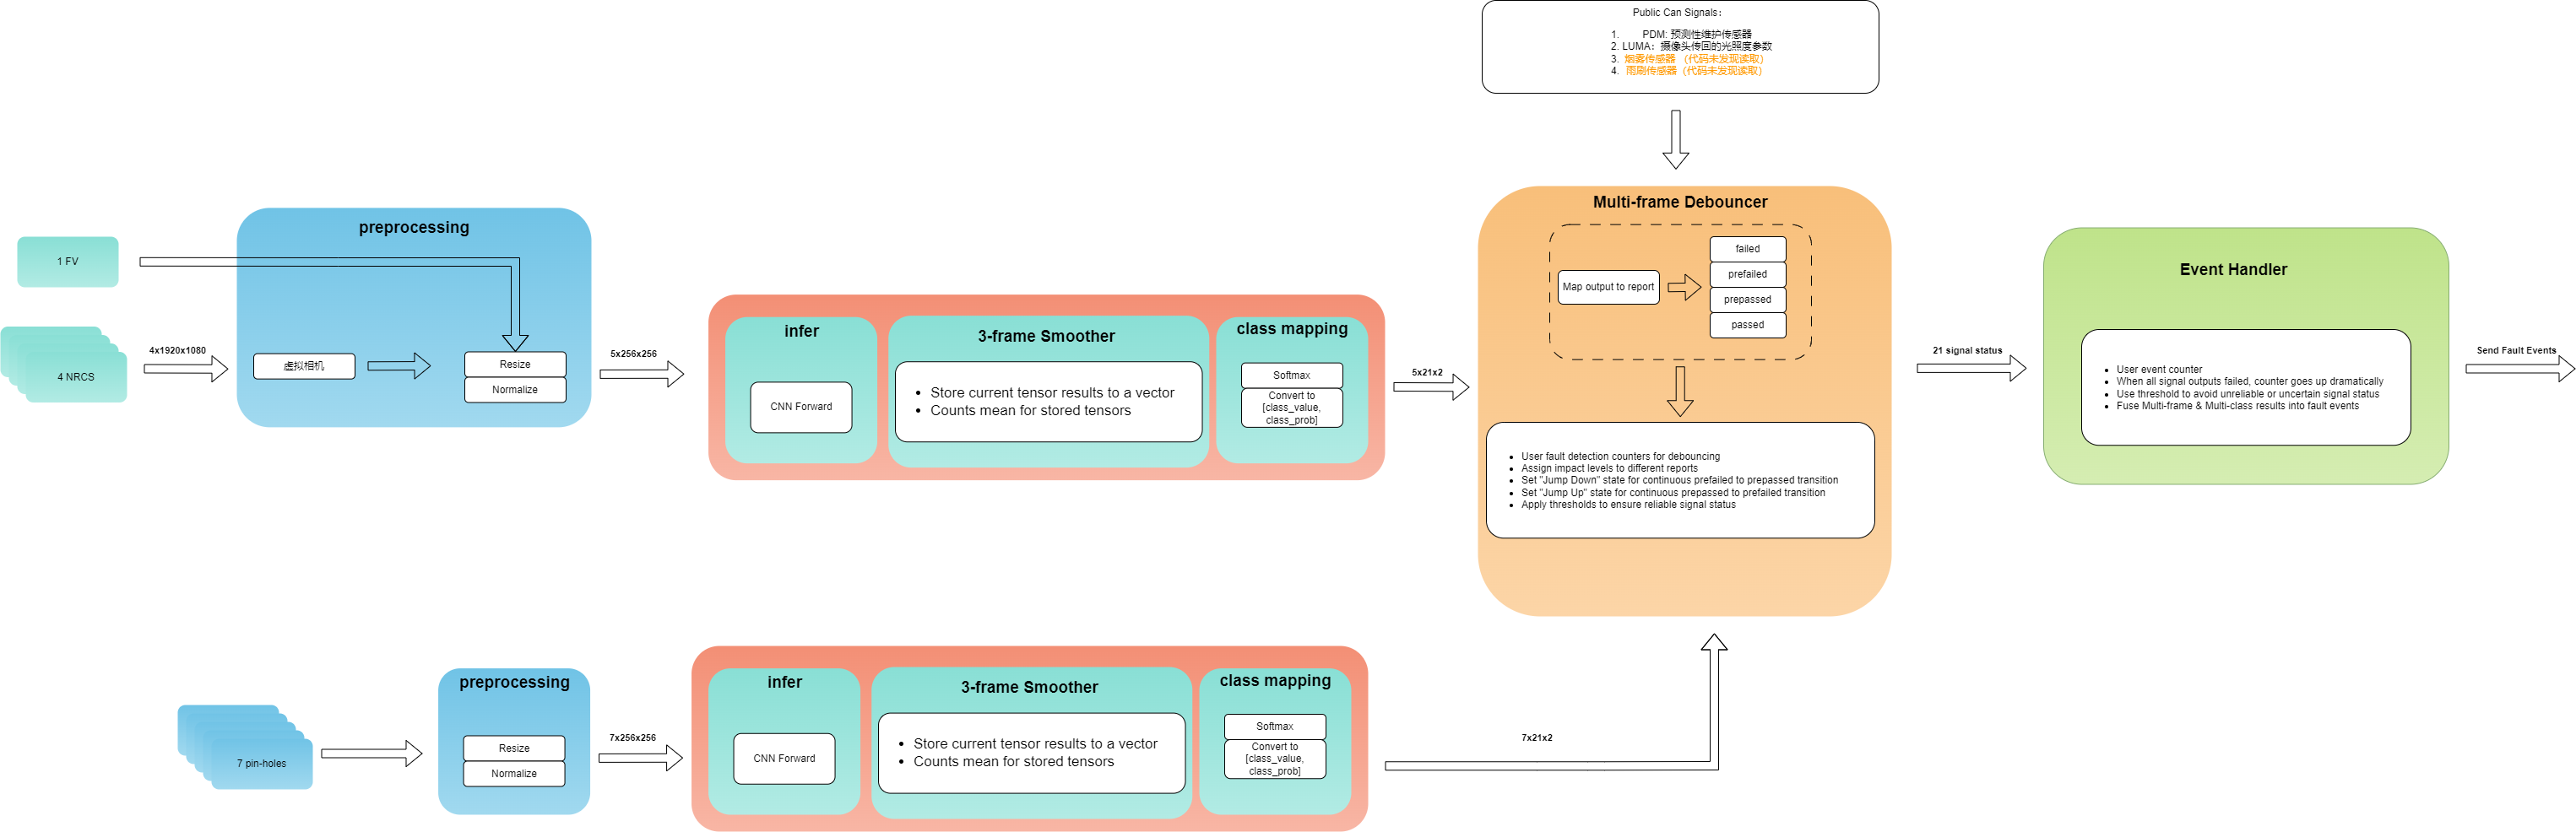 Public Can Signals：
1. PDM: 预测性维护传感器
2. LUMA：摄像头传回的光照度参数
3. 烟雾传感器 （代码未发现读取）
4. 雨刷传感器（代码未发现读取）
1 FV
4 NRCS
4x1920x1080
preprocessing
虚拟相机
Resize
Normalize
5x256x256
infer
CNN Forward
3-frame Smoother
• Store current tensor results to a vector
• Counts mean for stored tensors
class mapping
Softmax
Convert to
[class_value,
class_prob]
5x21x2
Multi-frame Debouncer
Map output to report
failed
prefailed
prepassed
passed
• User fault detection counters for debouncing
• Assign impact levels to different reports
• Set "Jump Down" state for continuous prefailed to prepassed transition
• Set "Jump Up" state for continuous prepassed to prefailed transition
• Apply thresholds to ensure reliable signal status
21 signal status
Event Handler
• User event counter
• When all signal outputs failed, counter goes up dramatically
• Use threshold to avoid unreliable or uncertain signal status
• Fuse Multi-frame & Multi-class results into fault events
Send Fault Events
7 pin-holes
preprocessing
Resize
Normalize
7x256x256
infer
CNN Forward
3-frame Smoother
• Store current tensor results to a vector
• Counts mean for stored tensors
class mapping
Softmax
Convert to
[class_value,
class_prob]
7x21x2